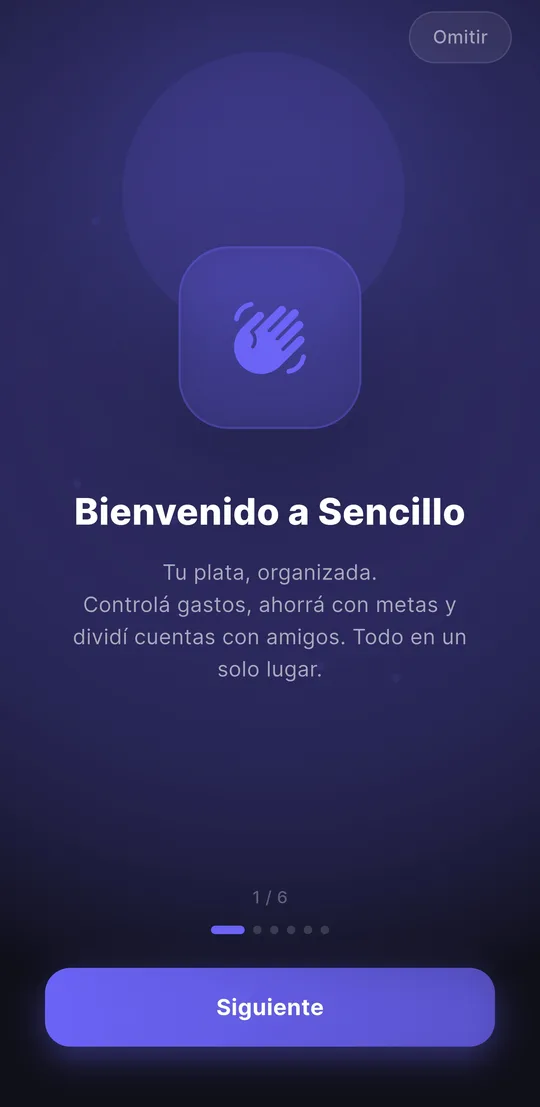 Omitir
Bienvenido a Sencillo
Tu plata, organizada.
Controlá gastos, ahorrá con metas y
dividí cuentas con amigos. Todo en un
solo lugar.
1 / 6
Siguiente